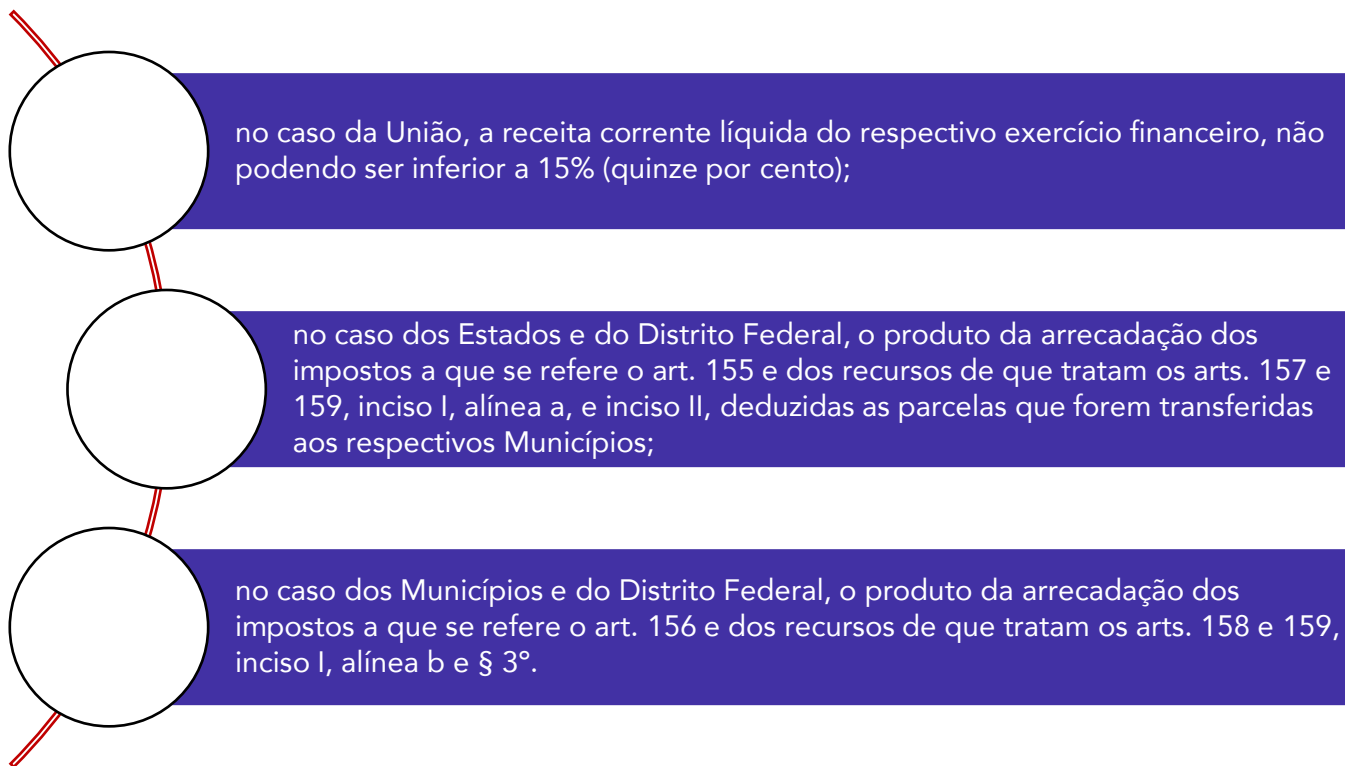 no caso da União, a receita corrente líquida do respectivo exercício financeiro, não
podendo ser inferior a 15% (quinze por cento);
no caso dos Estados e do Distrito Federal, o produto da arrecadação dos
impostos a que se refere o art. 155 e dos recursos de que tratam os arts. 157 e
159, inciso I, alínea a, e inciso II, deduzidas as parcelas que forem transferidas
aos respectivos Municípios;
no caso dos Municípios e do Distrito Federal, o produto da arrecadação dos
impostos a que se refere o art. 156 e dos recursos de que tratam os arts. 158 e 159,
inciso I, alínea b e § 3º.